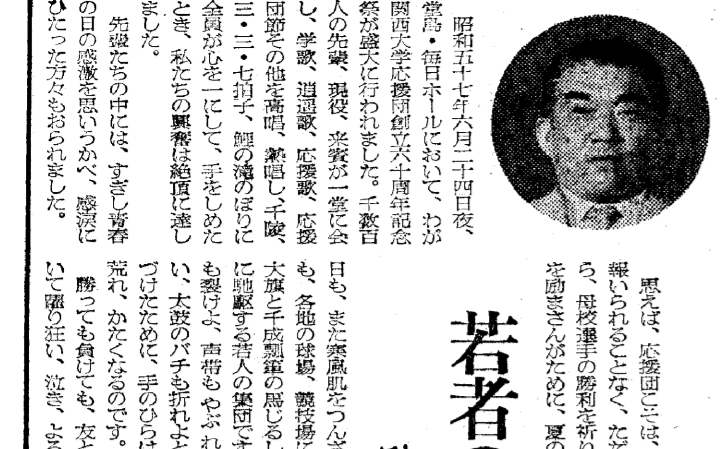 昭和五十七年六月二十四日夜、
堂島・毎日ホールにおいて、わが
関西大学応援団創立六十周年記念
祭が盛大に行われました。千数百
人の先輩、現役、来賓が一堂に会
し、学歌、逍遥歌、応援歌、応援
団節その他を高唱、熱唱し、千陵、
三・三・七拍子、鯉の滝のぼりに
全員が心を一にして、手をしめた
とき、私たちの興奮は絶頂に達し
ました。
先輩たちの中には、すぎし青春
の日の感激を思いうかべ、感涙に
ひたった方々もおられました。
若者
思えば、応援団こそは、
報いられることなく、ただ
ら、母校選手の勝利を祈り
を励まさんがために、夏の
日も、また寒風肌をつんざ
も、各地の球場、競技場に
大旗と千成瓢箪の馬じるし
に馳駆する若人の集団です
も裂けよ、声帯もやぶれ
い、太鼓のバチも折れよと
づけたために、手のひらは
荒れ、かたくなるのです。
勝っても負けても、友と
いて躍り狂い、泣き、よろ